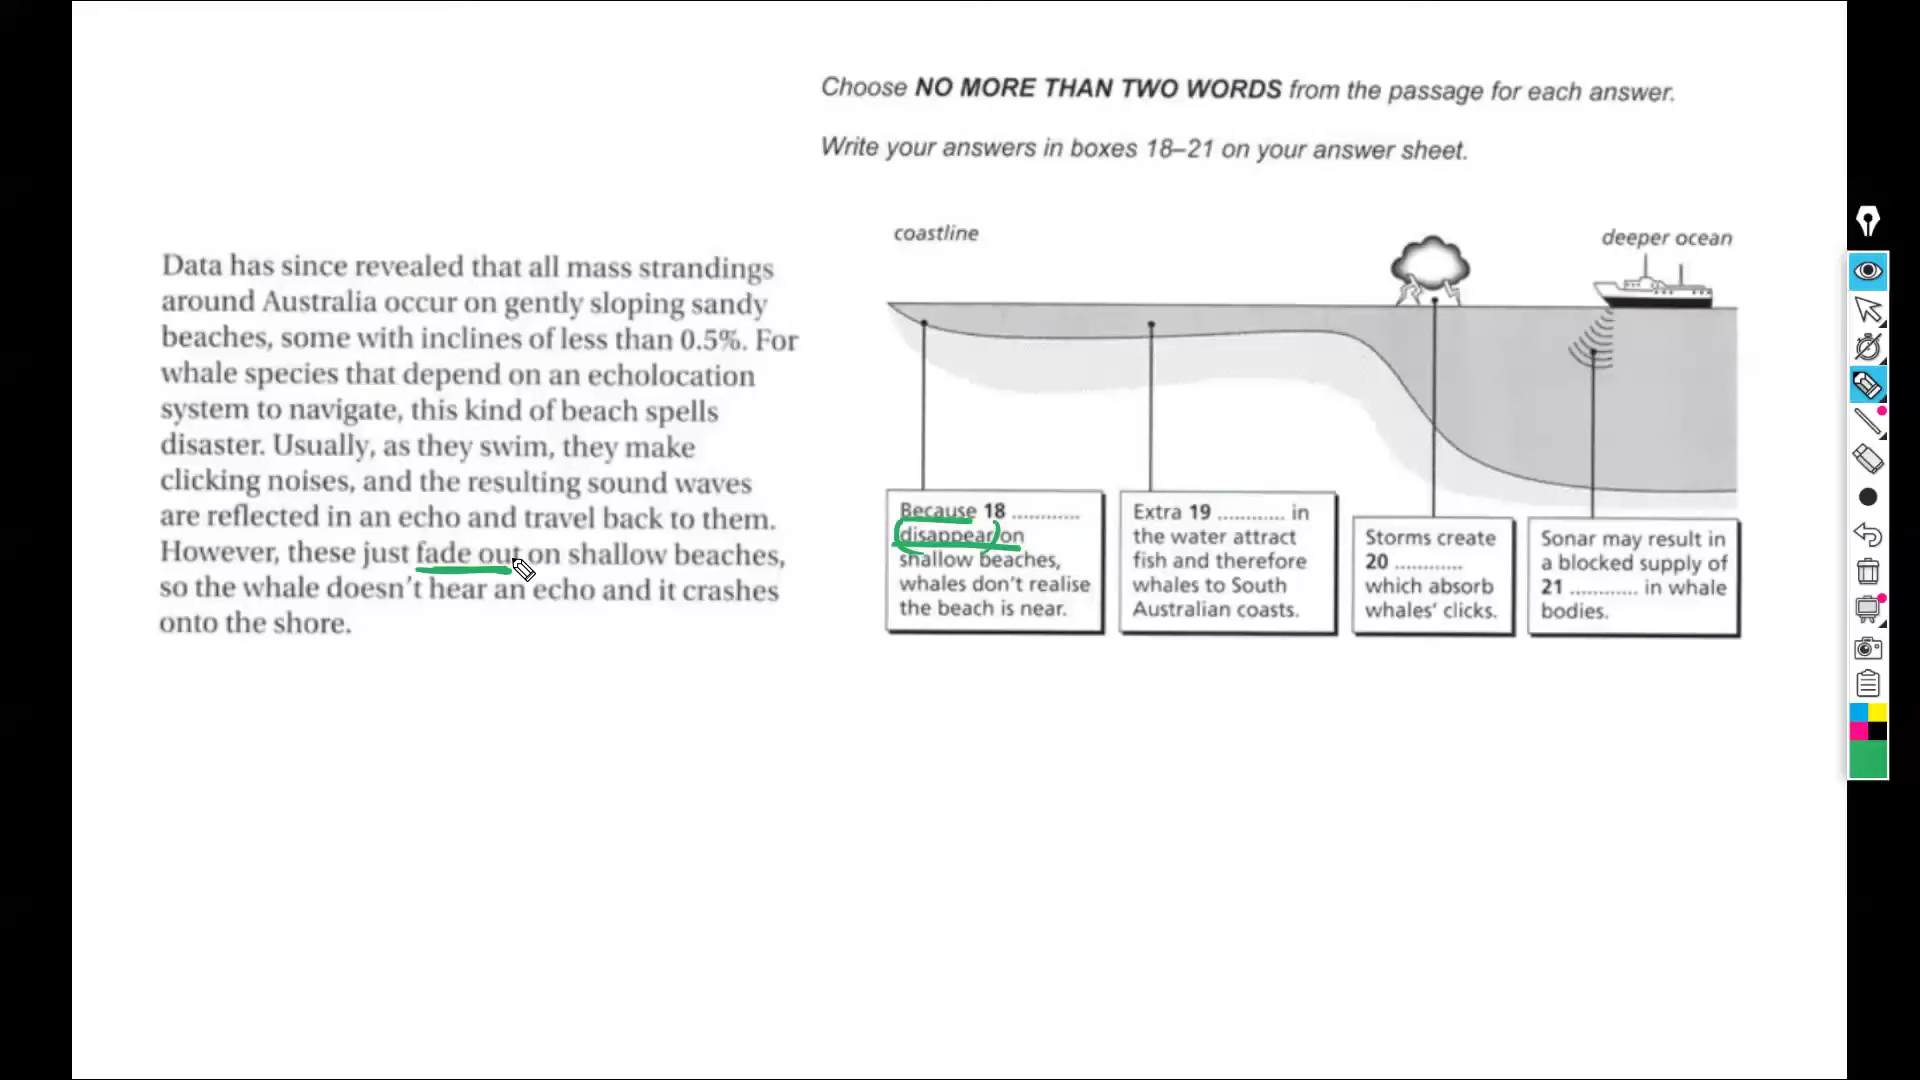 Choose NO MORE THAN TWO WORDS from the passage for each answer.
Write your answers in boxes 18–21 on your answer sheet.
Data has since revealed that all mass strandings
around Australia occur on gently sloping sandy
beaches, some with inclines of less than 0.5%. For
whale species that depend on an echolocation
system to navigate, this kind of beach spells
disaster. Usually, as they swim, they make
clicking noises, and the resulting sound waves
are reflected in an echo and travel back to them.
However, these just fade out on shallow beaches,
so the whale doesn't hear an echo and it crashes
onto the shore.
coastline
deeper ocean
Because 18 ............
disappear on
shallow beaches,
whales don't realise
the beach is near.
Extra 19 ............ in
the water attract
fish and therefore
whales to South
Australian coasts.
Storms create
20 ............
which absorb
whales' clicks.
Sonar may result in
a blocked supply of
21 ............ in whale
bodies.